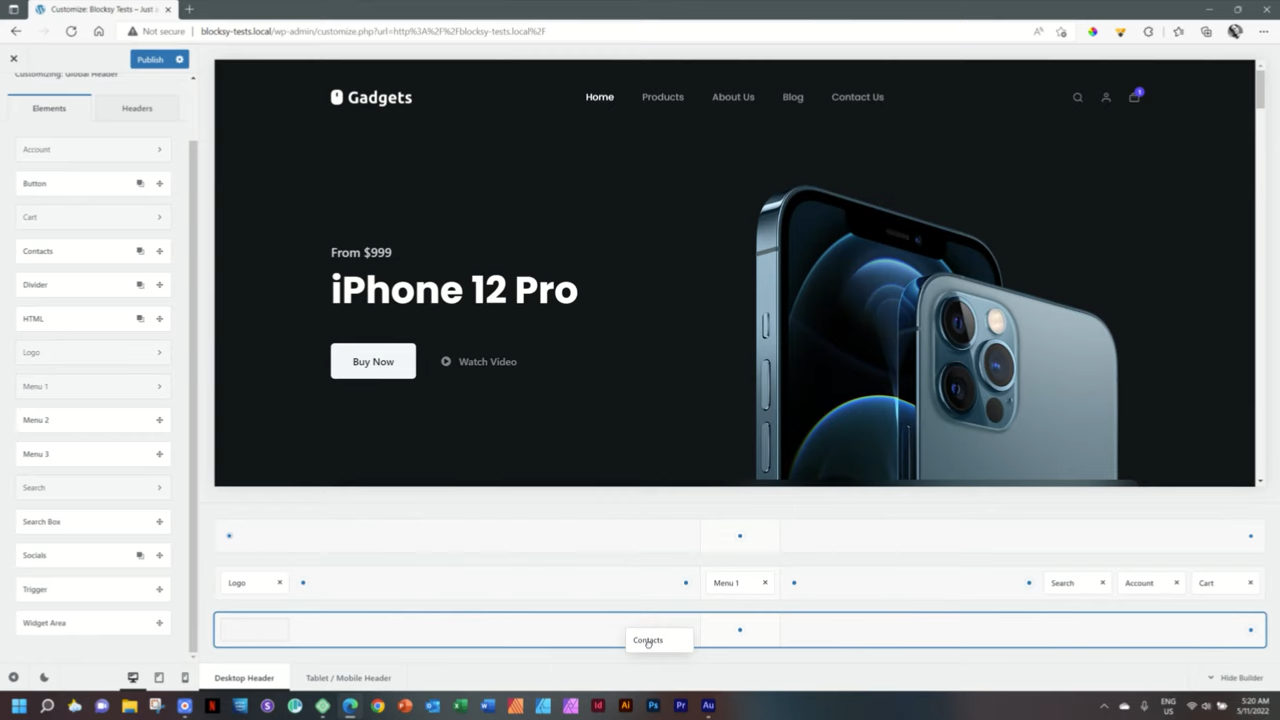 Customize: Blocksy Tests – Just a
Not secure
blocksy-tests.local/wp-admin/customize.php?url=http%3A%2F%2Fblocksy-tests.local%2F
Publish
Customizing: Global Header
Elements
Headers
Account
Button
Cart
Contacts
Divider
HTML
Logo
Menu 1
Menu 2
Menu 3
Search
Search Box
Socials
Trigger
Widget Area
Gadgets
Home
Products
About Us
Blog
Contact Us
1
From $999
iPhone 12 Pro
Buy Now
Watch Video
Logo
Menu 1
Search
Account
Cart
Contacts
Desktop Header
Tablet / Mobile Header
Hide Builder
ENG
US
5:20 AM
5/11/2022